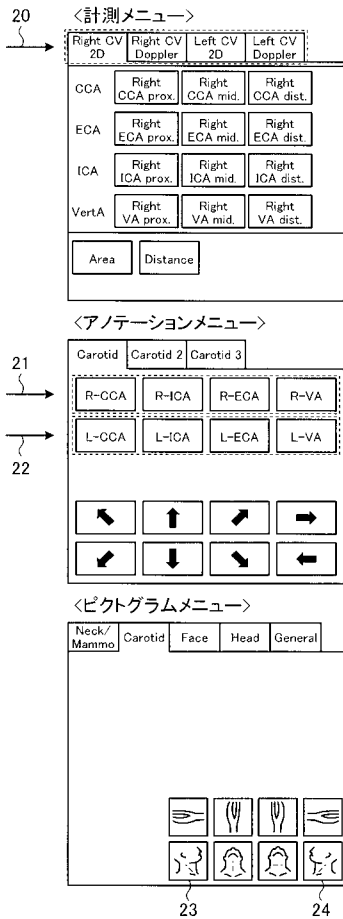 20
〈計測メニュー〉
Right CV 2D
Right CV Doppler
Left CV 2D
Left CV Doppler
CCA
Right CCA prox.
Right CCA mid.
Right CCA dist.
ECA
Right ECA prox.
Right ECA mid.
Right ECA dist.
ICA
Right ICA prox.
Right ICA mid.
Right ICA dist.
VertA
Right VA prox.
Right VA mid.
Right VA dist.
Area
Distance
〈アノテーションメニュー〉
Carotid
Carotid 2
Carotid 3
21
R-CCA
R-ICA
R-ECA
R-VA
L-CCA
L-ICA
L-ECA
L-VA
22
〈ピクトグラムメニュー〉
Neck/ Mammo
Carotid
Face
Head
General
23
24